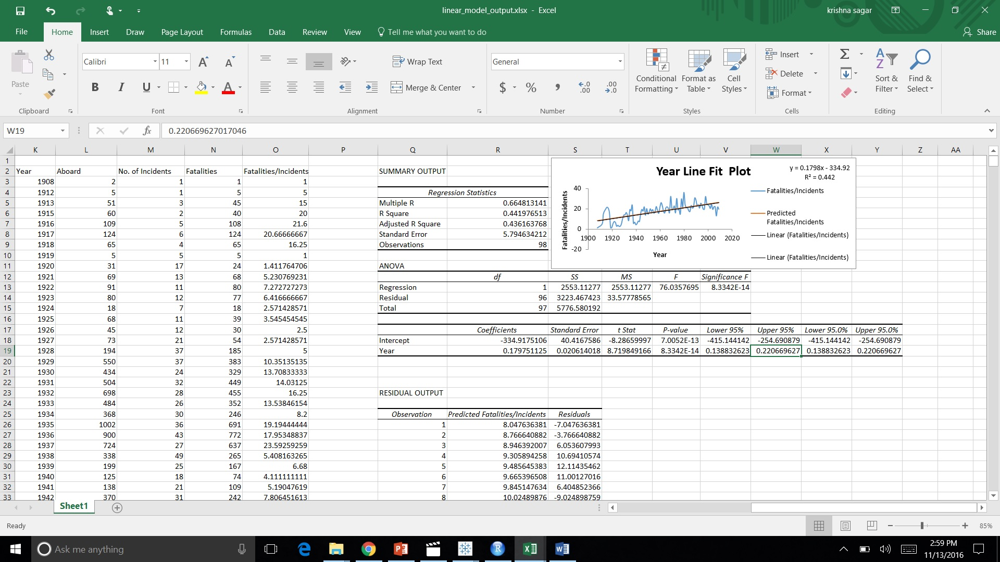 linear_model_output.xlsx - Excel
krishna sagar
File Home Insert Draw Page Layout Formulas Data Review View Tell me what you want to do Share
Paste
Calibri 11 A A
B I U A
Wrap Text
Merge & Center
General
$ % , .0 .00 .00 .0
Conditional Formatting
Format as Table
Cell Styles
Insert
Delete
Format
Sort & Filter
Find & Select
Clipboard Font Alignment Number Styles Cells Editing
W19 fx 0.220669627017046
K L M N O P Q R S T U V W X Y Z AA
1
2 Year Aboard No. of Incidents Fatalities Fatalities/Incidents SUMMARY OUTPUT
3 1908 2 1 1 1
4 1912 5 1 5 5 Regression Statistics
5 1913 51 3 45 15 Multiple R 0.664813141
6 1915 60 2 40 20 R Square 0.441976513
7 1916 109 5 108 21.6 Adjusted R Square 0.436163768
8 1917 124 6 124 20.66666667 Standard Error 5.794634212
9 1918 65 4 65 16.25 Observations 98
10 1919 5 5 5 1
11 1920 31 17 24 1.411764706 ANOVA
12 1921 69 13 68 5.230769231 df SS MS F Significance F
13 1922 91 11 80 7.272727273 Regression 1 2553.11277 2553.11277 76.0357695 8.3342E-14
14 1923 80 12 77 6.416666667 Residual 96 3223.467423 33.57778565
15 1924 18 7 18 2.571428571 Total 97 5776.580192
16 1925 68 11 39 3.545454545
17 1926 45 12 30 2.5 Coefficients Standard Error t Stat P-value Lower 95% Upper 95% Lower 95.0% Upper 95.0%
18 1927 73 21 54 2.571428571 Intercept -334.9175106 40.4167586 -8.28659997 7.0052E-13 -415.144142 -254.690879 -415.144142 -254.690879
19 1928 194 37 185 5 Year 0.179751125 0.020614018 8.719849166 8.3342E-14 0.138832623 0.220669627 0.138832623 0.220669627
20 1929 550 37 383 10.35135135
21 1930 434 24 329 13.70833333
22 1931 504 32 449 14.03125
23 1932 698 28 455 16.25 RESIDUAL OUTPUT
24 1933 484 26 352 13.53846154
25 1934 368 30 246 8.2 Observation Predicted Fatalities/Incidents Residuals
26 1935 1002 36 691 19.19444444 1 8.047636381 -7.047636381
27 1936 900 43 772 17.95348837 2 8.766640882 -3.766640882
28 1937 724 27 637 23.59259259 3 8.946392007 6.053607993
29 1938 338 49 265 5.408163265 4 9.305894258 10.69410574
30 1939 199 25 167 6.68 5 9.485645383 12.11435462
31 1940 125 18 74 4.111111111 6 9.665396508 11.00127016
32 1941 138 21 109 5.19047619 7 9.845147634 6.404852366
33 1942 370 31 242 7.806451613 8 10.02489876 -9.024898759
Year Line Fit Plot
y = 0.1798x - 334.92
R² = 0.442
Fatalities/Incidents
40
20
0
-20
1900 1920 1940 1960 1980 2000 2020
Year
Fatalities/Incidents
Predicted
Fatalities/Incidents
Linear (Fatalities/Incidents)
Linear (Fatalities/Incidents)
Sheet1
Ready
85%
Ask me anything
2:59 PM
11/13/2016